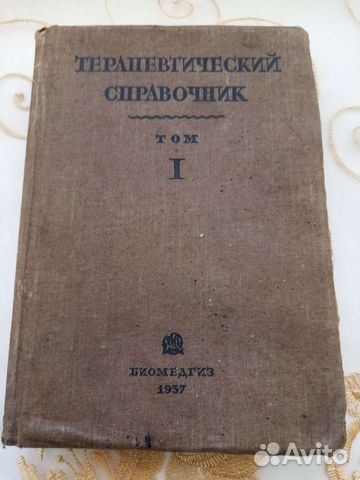 ТЕРАПЕВТИЧЕСКИЙ
СПРАВОЧНИК
ТОМ
I
БИОМЕДГИЗ
1937
Avito